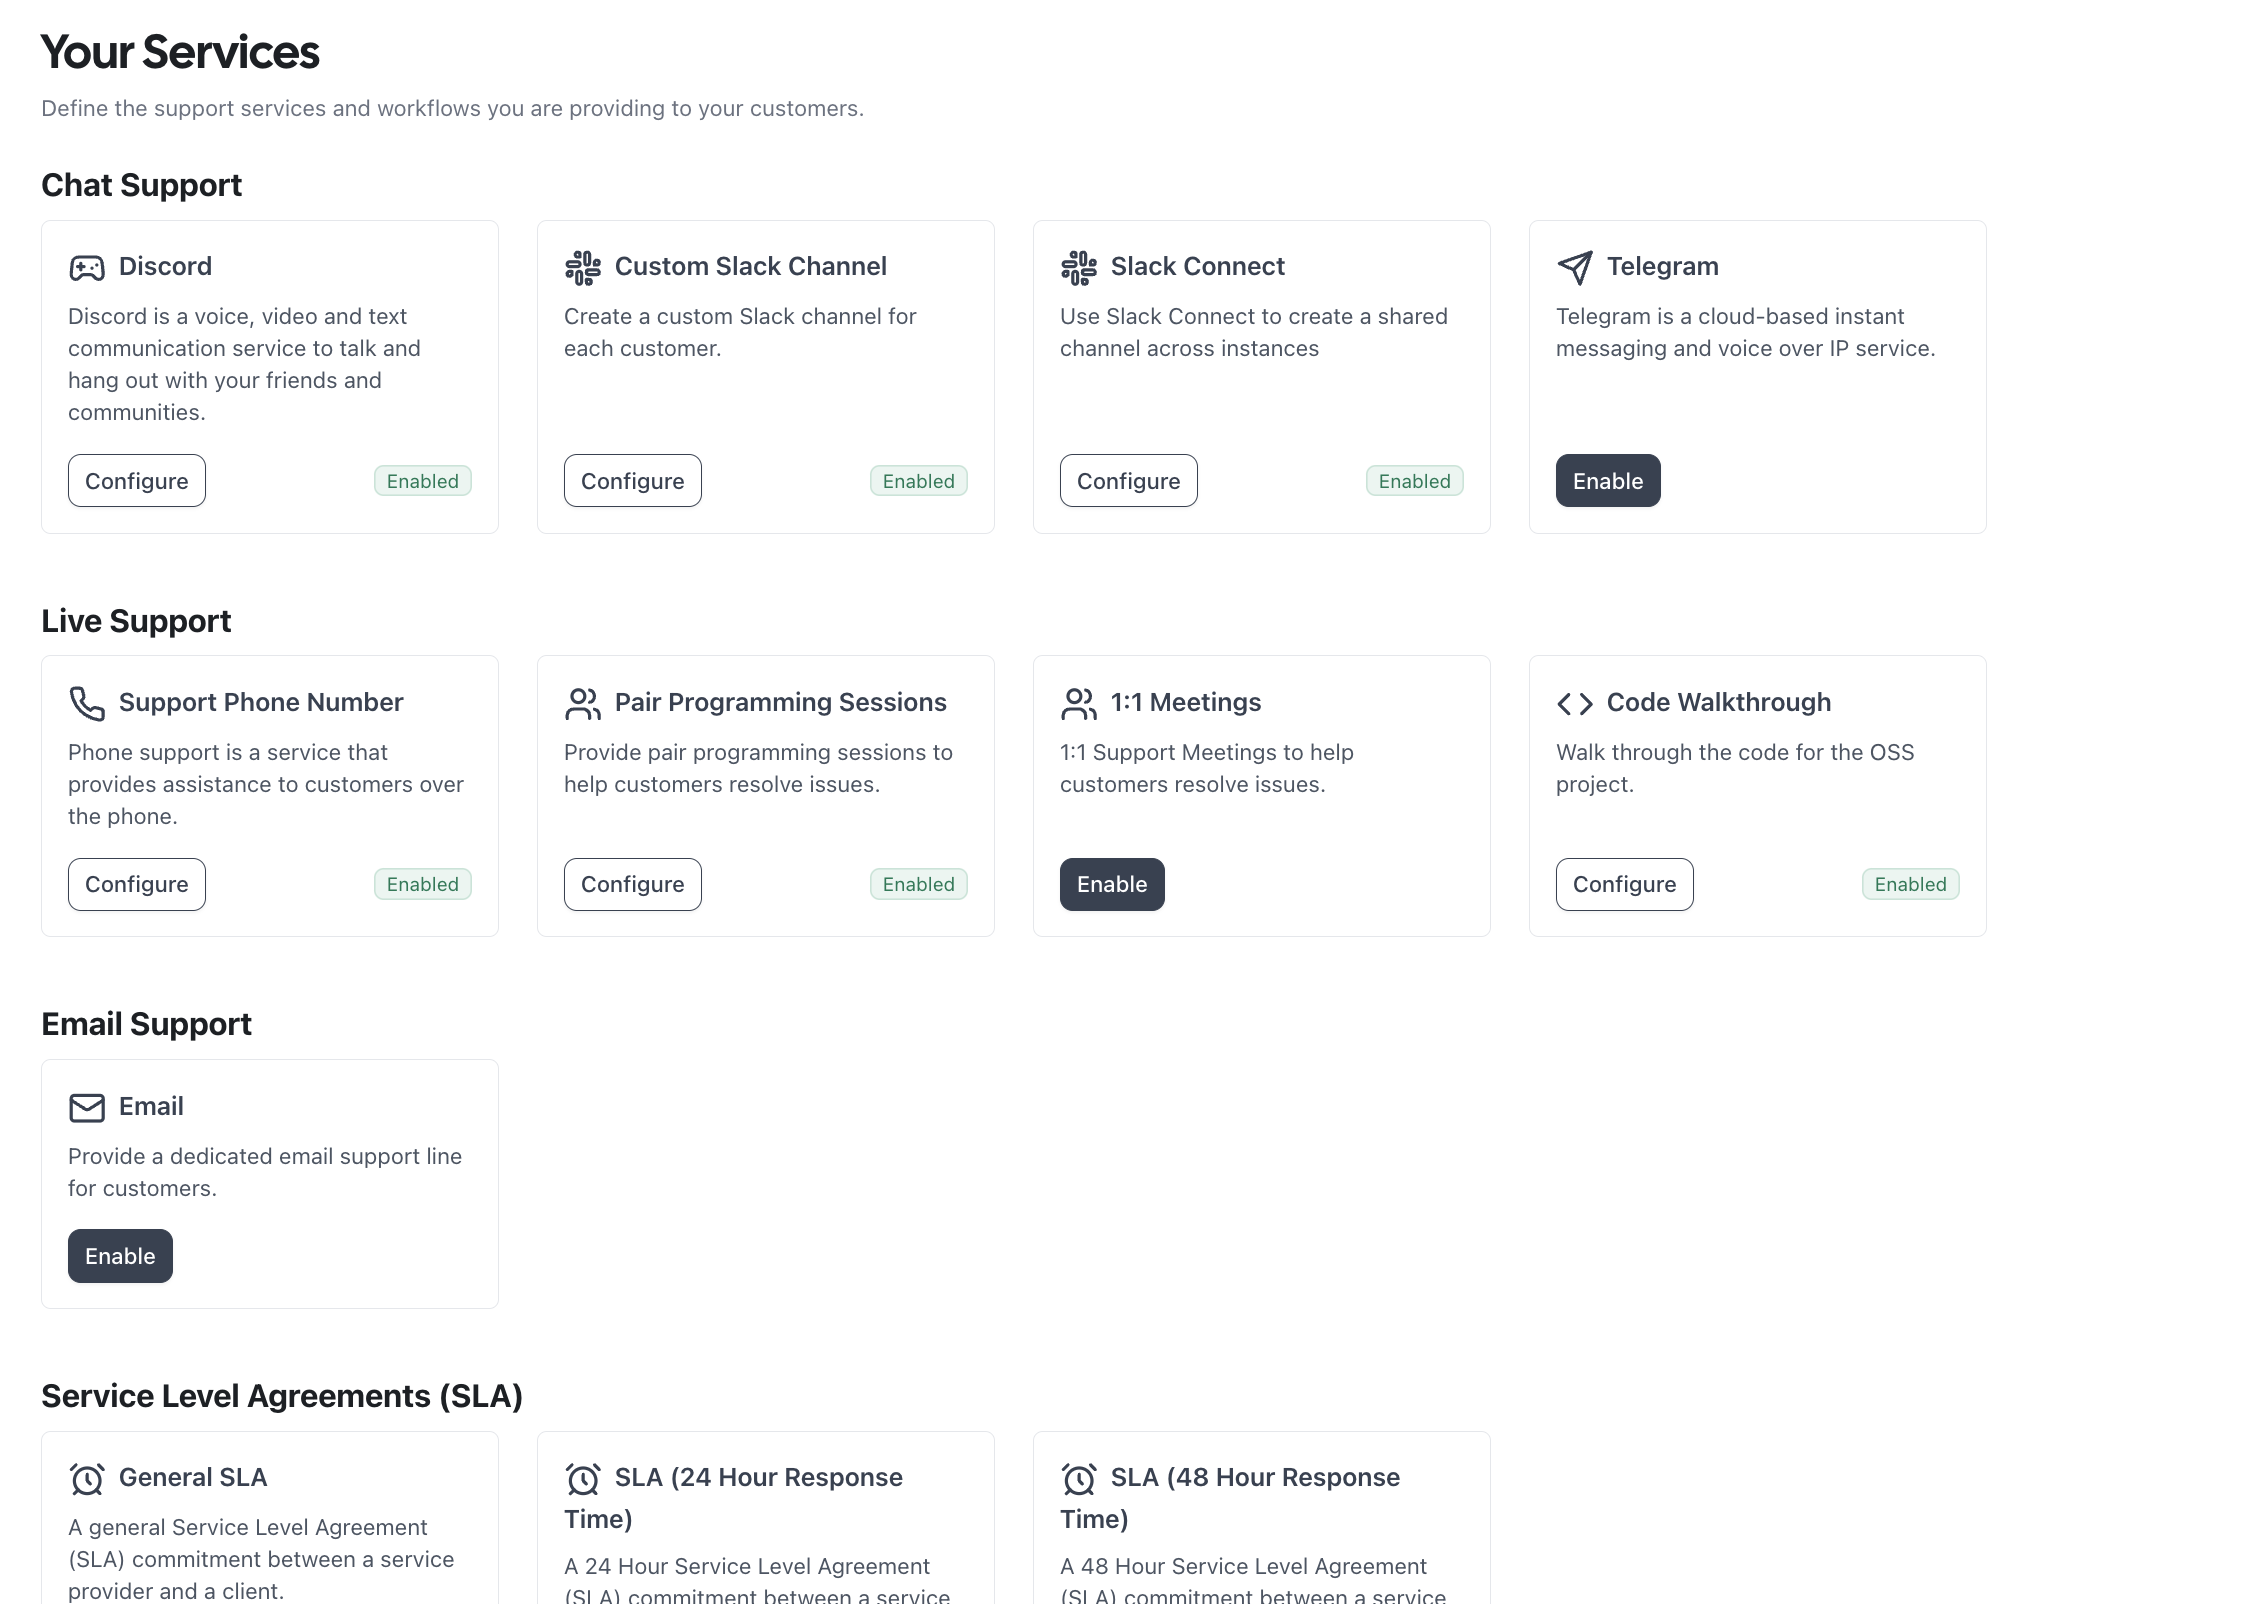 Your Services
Define the support services and workflows you are providing to your customers.
Chat Support
Discord
Discord is a voice, video and text
communication service to talk and
hang out with your friends and
communities.
Configure
Enabled
Custom Slack Channel
Create a custom Slack channel for
each customer.
Configure
Enabled
Slack Connect
Use Slack Connect to create a shared
channel across instances
Configure
Enabled
Telegram
Telegram is a cloud-based instant
messaging and voice over IP service.
Enable
Live Support
Support Phone Number
Phone support is a service that
provides assistance to customers over
the phone.
Configure
Enabled
Pair Programming Sessions
Provide pair programming sessions to
help customers resolve issues.
Configure
Enabled
1:1 Meetings
1:1 Support Meetings to help
customers resolve issues.
Enable
Code Walkthrough
Walk through the code for the OSS
project.
Configure
Enabled
Email Support
Email
Provide a dedicated email support line
for customers.
Enable
Service Level Agreements (SLA)
General SLA
A general Service Level Agreement
(SLA) commitment between a service
provider and a client.
SLA (24 Hour Response
Time)
A 24 Hour Service Level Agreement
(SLA) commitment between a service
SLA (48 Hour Response
Time)
A 48 Hour Service Level Agreement
(SLA) commitment between a service